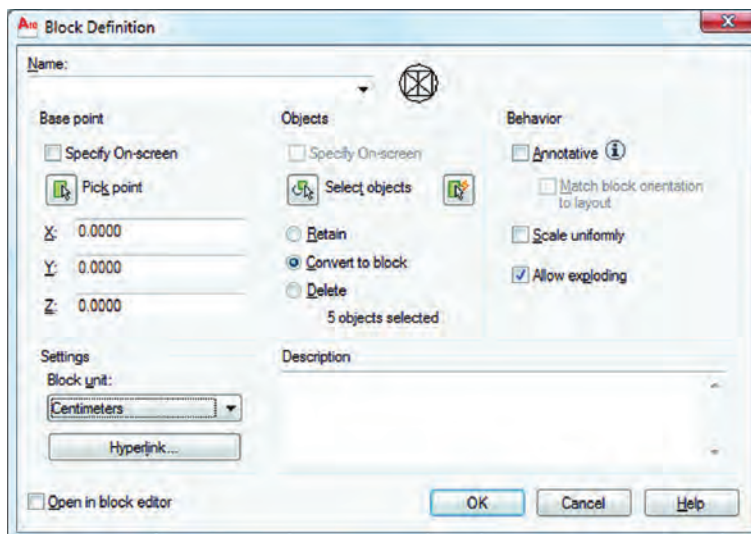 Block Definition
Name:
Base point
Specify On-screen
Pick point
X: 0.0000
Y: 0.0000
Z: 0.0000
Objects
Specify On-screen
Select objects
Retain
Convert to block
Delete
5 objects selected
Behavior
Annotative
Match block orientation
to layout
Scale uniformly
Allow exploding
Settings
Block unit:
Centimeters
Hyperlink...
Description
Open in block editor
OK Cancel Help